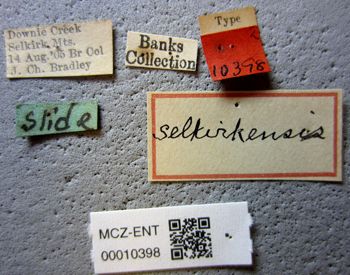 Downie Creek
Selkirk, Mts.
14 Aug.'05 Br Col
J. Ch. Bradley
Banks
Collection
Type
10398
slide
selkirkensis
MCZ-ENT
00010398